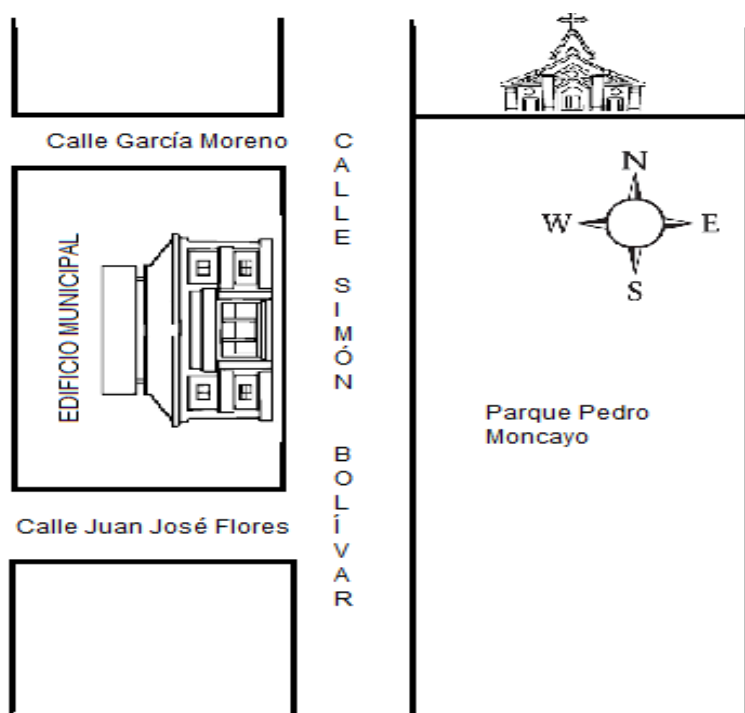 Calle García Moreno
CALLE SIMÓN BOLÍVAR
N
W
E
S
EDIFICIO MUNICIPAL
Parque Pedro
Moncayo
Calle Juan José Flores